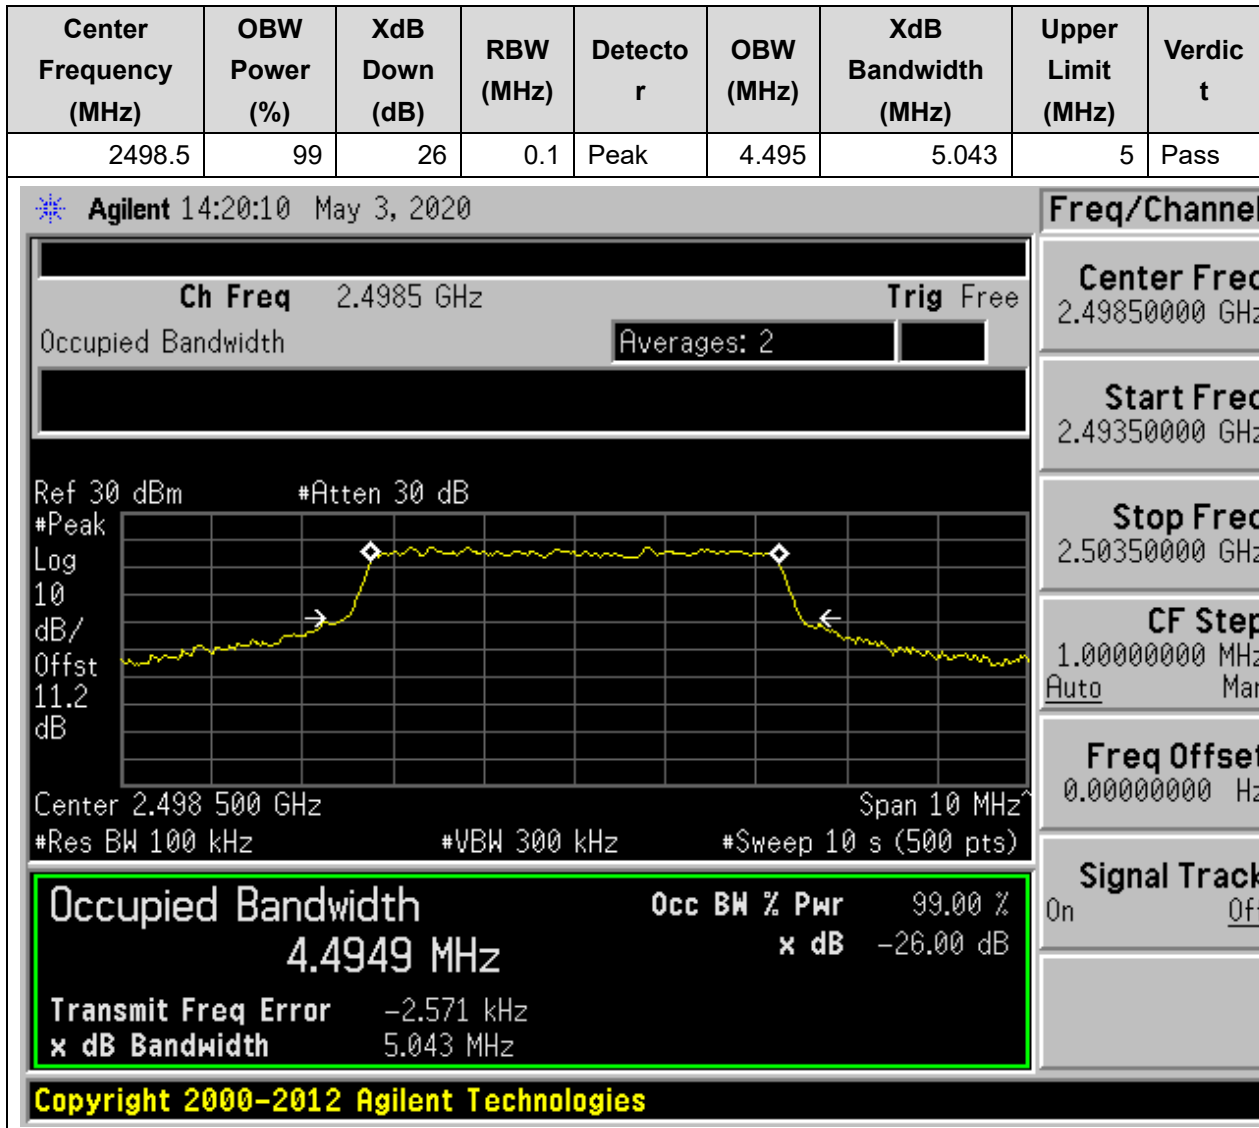 Center Frequency (MHz) OBW Power (%) XdB Down (dB) RBW (MHz) Detecto r OBW (MHz) XdB Bandwidth (MHz) Upper Limit (MHz) Verdic t
2498.5 99 26 0.1 Peak 4.495 5.043 5 Pass
Agilent 14:20:10 May 3, 2020
Freq/Channel
Ch Freq 2.4985 GHz Trig Free
Occupied Bandwidth Averages: 2
Center Freq
2.49850000 GHz
Start Freq
2.49350000 GHz
Stop Freq
2.50350000 GHz
CF Step
1.00000000 MHz
Auto Man
Freq Offset
0.00000000 Hz
Signal Track
On Off
Ref 30 dBm #Atten 30 dB
#Peak
Log
10
dB/
Offst
11.2
dB
Center 2.498 500 GHz Span 10 MHz^
#Res BW 100 kHz #VBW 300 kHz #Sweep 10 s (500 pts)
Occupied Bandwidth
4.4949 MHz
Occ BW % Pwr 99.00 %
x dB -26.00 dB
Transmit Freq Error -2.571 kHz
x dB Bandwidth 5.043 MHz
Copyright 2000-2012 Agilent Technologies